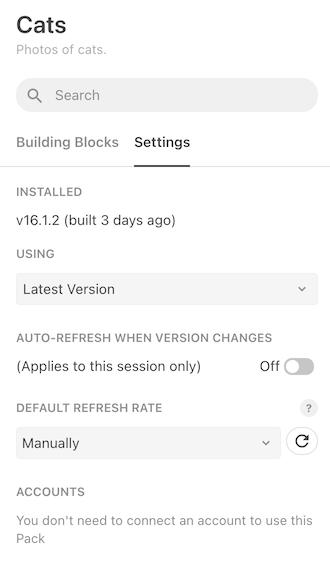 Cats
Photos of cats.
Search
Building Blocks Settings
INSTALLED
v16.1.2 (built 3 days ago)
USING
Latest Version
AUTO-REFRESH WHEN VERSION CHANGES
(Applies to this session only) Off
DEFAULT REFRESH RATE ?
Manually
ACCOUNTS
You don't need to connect an account to use this
Pack